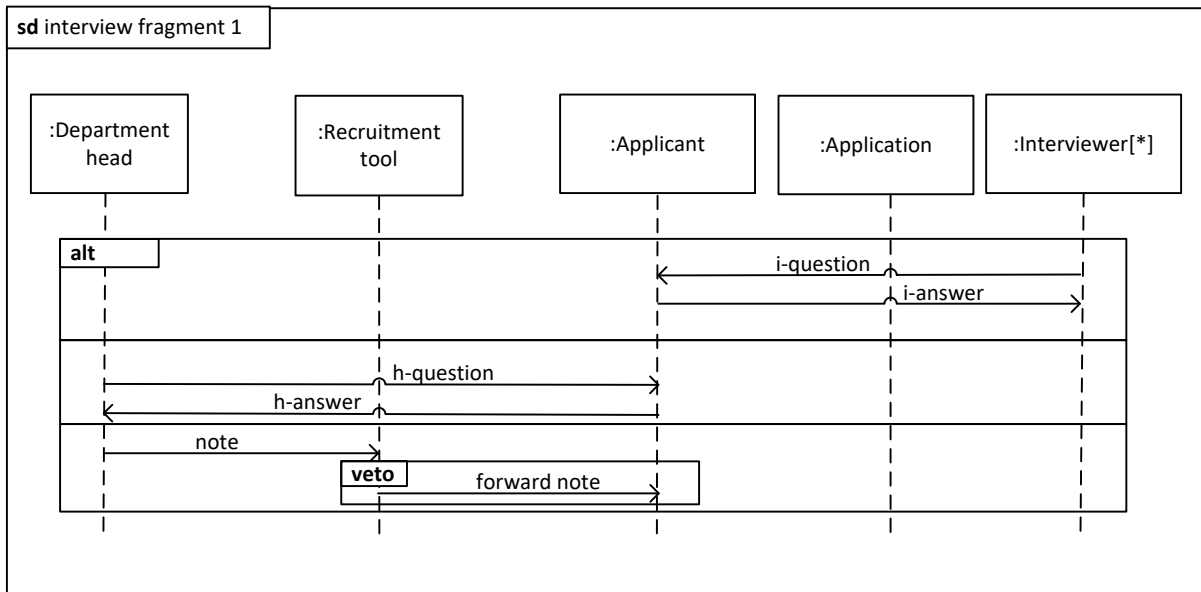 sd interview fragment 1
:Department
head
:Recruitment
tool
:Applicant
:Application
:Interviewer[*]
alt
i-question
i-answer
h-question
h-answer
note
veto
forward note